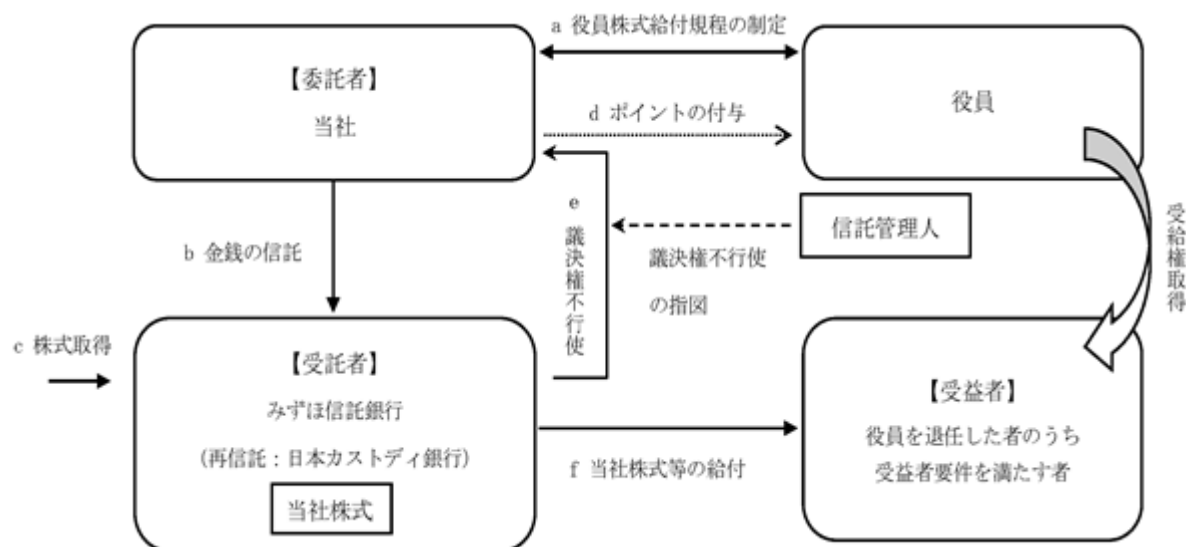 a 役員株式給付規程の制定
【委託者】
当社
役員
d ポイントの付与
e 議決権不行使
信託管理人
議決権不行使
の指図
受給権取得
b 金銭の信託
c 株式取得
【受託者】
みずほ信託銀行
(再信託：日本カストディ銀行)
当社株式
f 当社株式等の給付
【受益者】
役員を退任した者のうち
受益者要件を満たす者